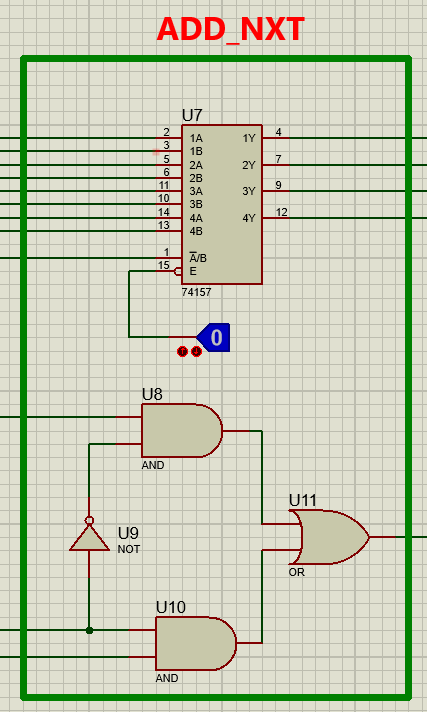 ADD_NXT
U7
2 1A 1Y 4
3 1B
5 2A 2Y 7
6 2B
11 3A 3Y 9
10 3B
14 4A 4Y 12
13 4B
1 A/B
15 E
74157
0
U8
AND
U11
OR
U9
NOT
U10
AND